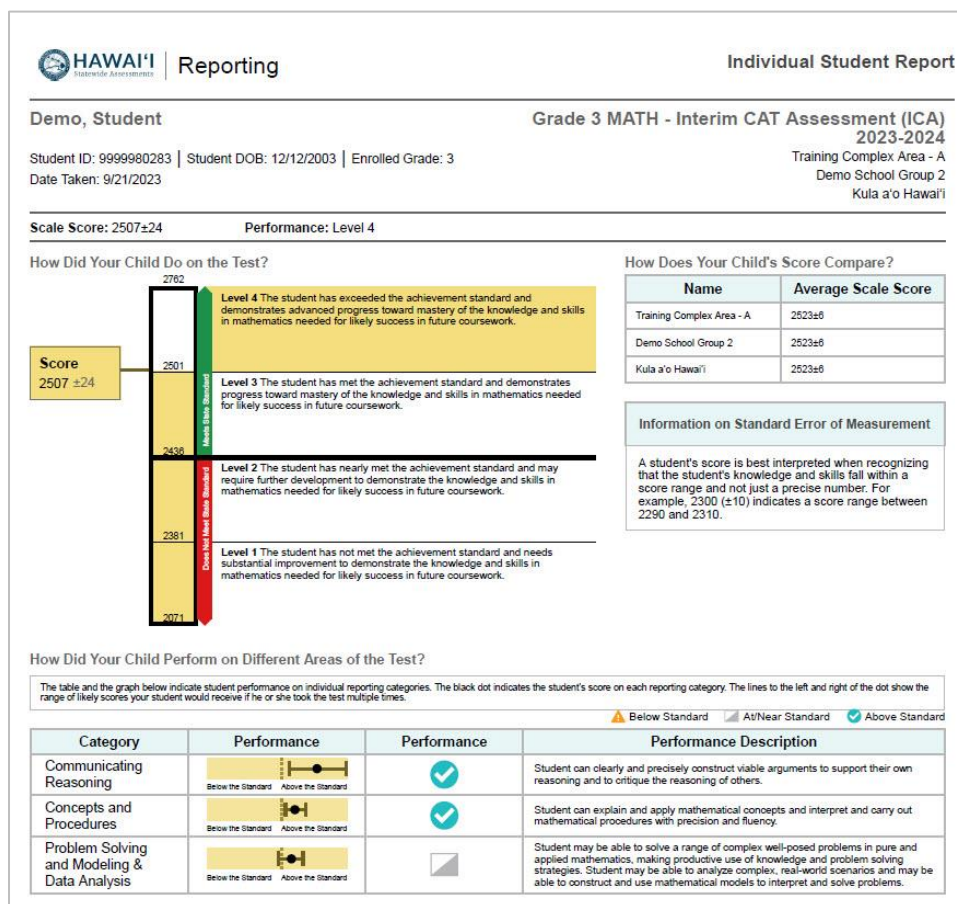 HAWAIʻI
Statewide Assessments
Reporting
Individual Student Report
Demo, Student
Grade 3 MATH - Interim CAT Assessment (ICA)
2023-2024
Student ID: 9999980283 | Student DOB: 12/12/2003 | Enrolled Grade: 3
Date Taken: 9/21/2023
Training Complex Area - A
Demo School Group 2
Kula aʻo Hawaiʻi
Scale Score: 2507±24
Performance: Level 4
How Did Your Child Do on the Test?
2762
Level 4 The student has exceeded the achievement standard and
demonstrates advanced progress toward mastery of the knowledge and skills
in mathematics needed for likely success in future coursework.
Score
2507 ±24
2501
Meets State Standard
Level 3 The student has met the achievement standard and demonstrates
progress toward mastery of the knowledge and skills in mathematics needed
for likely success in future coursework.
2436
Does Not Meet State Standard
Level 2 The student has nearly met the achievement standard and may
require further development to demonstrate the knowledge and skills in
mathematics needed for likely success in future coursework.
2381
Level 1 The student has not met the achievement standard and needs
substantial improvement to demonstrate the knowledge and skills in
mathematics needed for likely success in future coursework.
2071
How Does Your Child's Score Compare?
Name Average Scale Score
Training Complex Area - A 2523±6
Demo School Group 2 2523±6
Kula a'o Hawai'i 2523±6
Information on Standard Error of Measurement
A student's score is best interpreted when recognizing
that the student's knowledge and skills fall within a
score range and not just a precise number. For
example, 2300 (±10) indicates a score range between
2290 and 2310.
How Did Your Child Perform on Different Areas of the Test?
The table and the graph below indicate student performance on individual reporting categories. The black dot indicates the student's score on each reporting category. The lines to the left and right of the dot show the
range of likely scores your student would receive if he or she took the test multiple times.
Below Standard At/Near Standard Above Standard
Category Performance Performance Performance Description
Communicating
Reasoning
Below the Standard Above the Standard
Student can clearly and precisely construct viable arguments to support their own
reasoning and to critique the reasoning of others.
Concepts and
Procedures
Below the Standard Above the Standard
Student can explain and apply mathematical concepts and interpret and carry out
mathematical procedures with precision and fluency.
Problem Solving
and Modeling &
Data Analysis
Below the Standard Above the Standard
Student may be able to solve a range of complex well-posed problems in pure and
applied mathematics, making productive use of knowledge and problem solving
strategies. Student may be able to analyze complex, real-world scenarios and may be
able to construct and use mathematical models to interpret and solve problems.